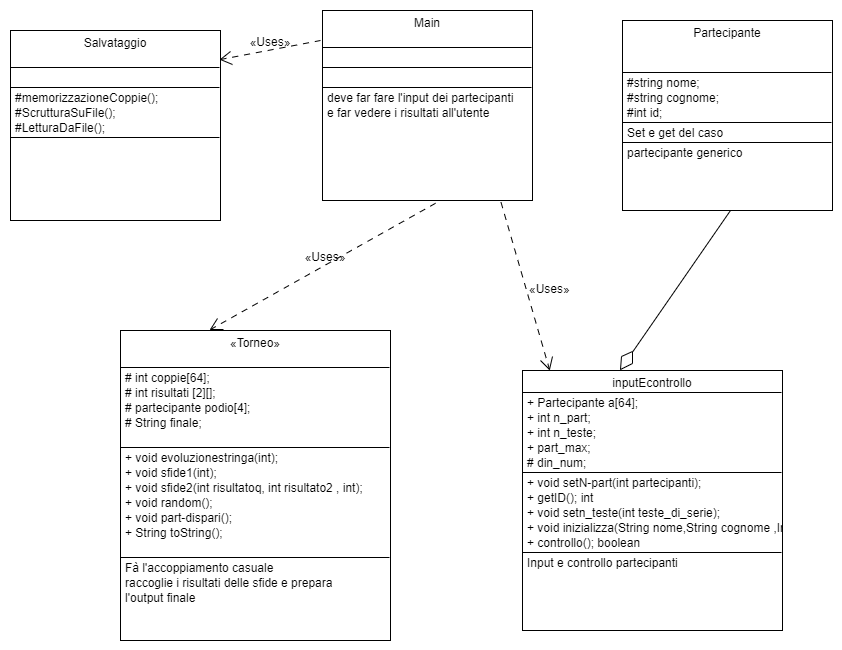 Salvataggio
#memorizzazioneCoppie();
#ScrutturaSuFile();
#LetturaDaFile();
«Uses»
Main
deve far fare l'input dei partecipanti
e far vedere i risultati all'utente
Partecipante
#string nome;
#string cognome;
#int id;
Set e get del caso
partecipante generico
«Uses»
«Uses»
«Torneo»
# int coppie[64];
# int risultati [2][];
# partecipante podio[4];
# String finale;
+ void evoluzionestringa(int);
+ void sfide1(int);
+ void sfide2(int risultatoq, int risultato2 , int);
+ void random();
+ void part-dispari();
+ String toString();
Fà l'accoppiamento casuale
raccoglie i risultati delle sfide e prepara
l'output finale
inputEcontrollo
+ Partecipante a[64];
+ int n_part;
+ int n_teste;
+ part_max;
# din_num;
+ void setN-part(int partecipanti);
+ getID(); int
+ void setn_teste(int teste_di_serie);
+ void inizializza(String nome,String cognome ,
+ controllo(); boolean
Input e controllo partecipanti